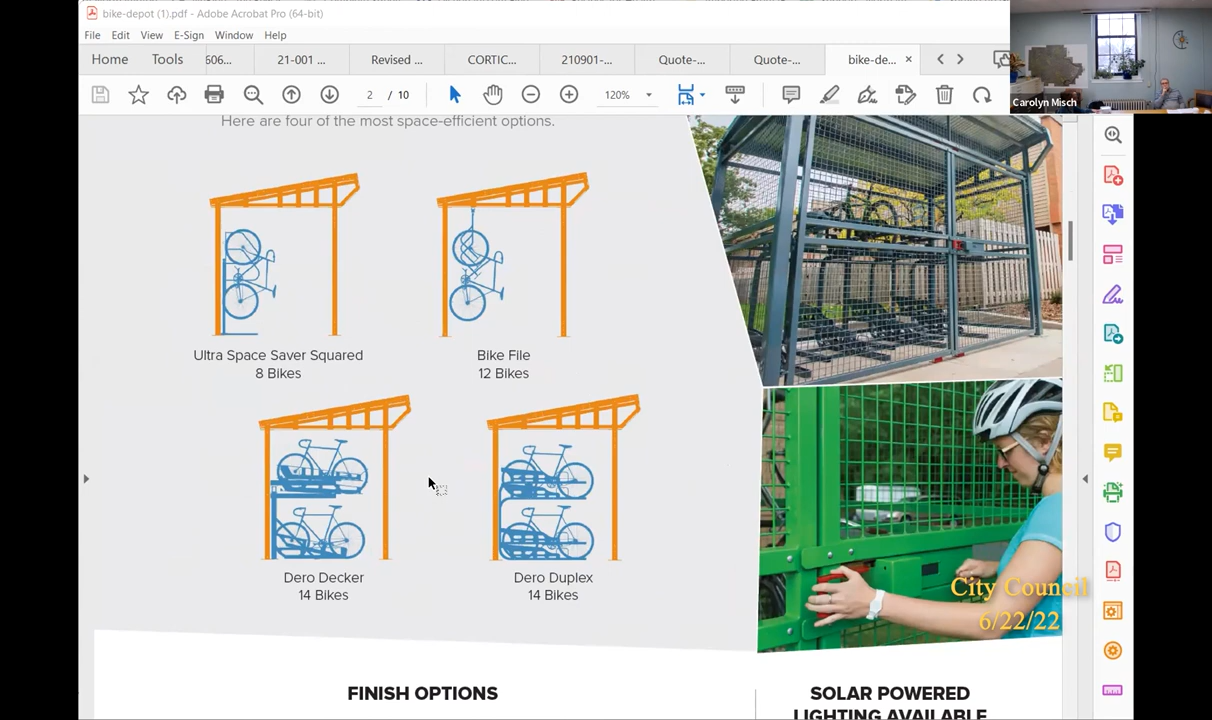 bike-depot (1).pdf - Adobe Acrobat Pro (64-bit)
File Edit View E-Sign Window Help
Home Tools 606... 21-001 ... Revised ... CORTIC... 210901-... Quote-... Quote-... bike-de... ×
2 / 10 120%
Carolyn Misch
Here are four of the most space-efficient options.
Ultra Space Saver Squared
8 Bikes
Bike File
12 Bikes
Dero Decker
14 Bikes
Dero Duplex
14 Bikes
City Council
6/22/22
FINISH OPTIONS
SOLAR POWERED
LIGHTING AVAILABLE